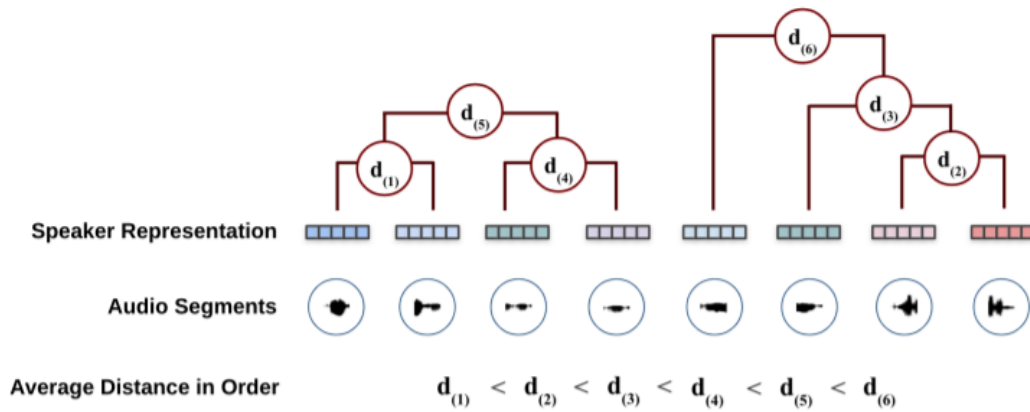 d(6)
d(5)
d(3)
d(1)
d(4)
d(2)
Speaker Representation
Audio Segments
Average Distance in Order d(1) < d(2) < d(3) < d(4) < d(5) < d(6)